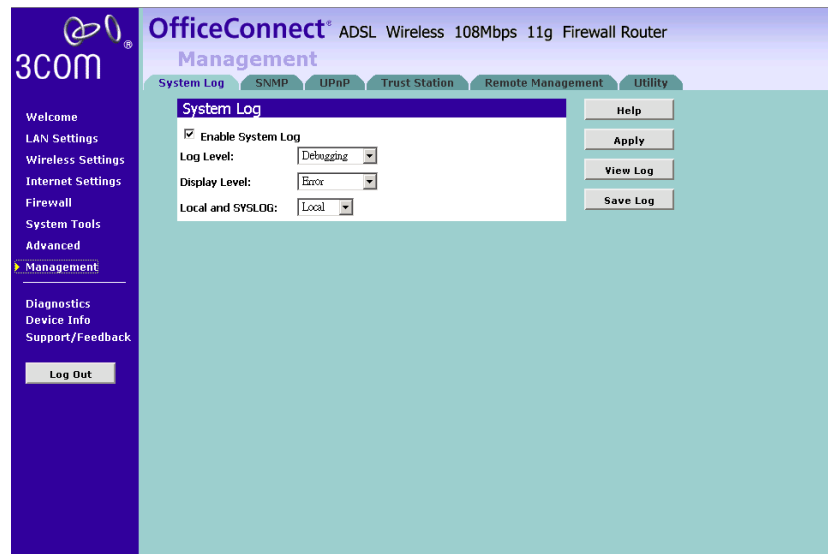 3COM®
OfficeConnect® ADSL Wireless 108Mbps 11g Firewall Router
Management
System Log SNMP UPnP Trust Station Remote Management Utility
Welcome
LAN Settings
Wireless Settings
Internet Settings
Firewall
System Tools
Advanced
Management
Diagnostics
Device Info
Support/Feedback
Log Out
System Log
Enable System Log
Log Level: Debugging
Display Level: Error
Local and SYSLOG: Local
Help
Apply
View Log
Save Log